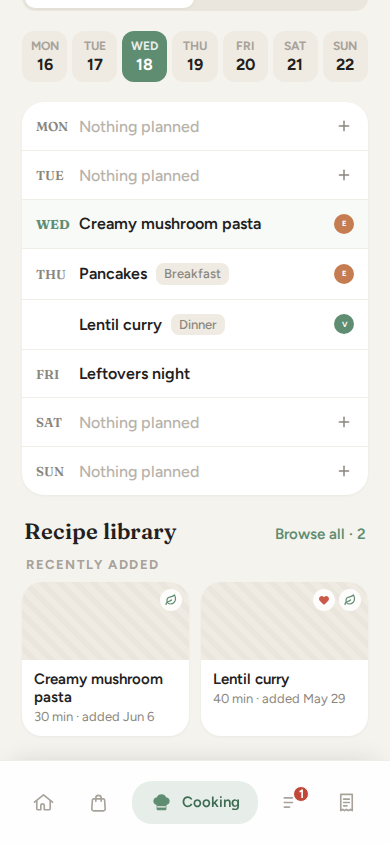 MON TUE WED THU FRI SAT SUN
16 17 18 19 20 21 22
MON Nothing planned +
TUE Nothing planned +
WED Creamy mushroom pasta E
THU Pancakes Breakfast E
Lentil curry Dinner V
FRI Leftovers night
SAT Nothing planned +
SUN Nothing planned +
Recipe library Browse all · 2
RECENTLY ADDED
Creamy mushroom
pasta
30 min · added Jun 6
Lentil curry
40 min · added May 29
Cooking 1